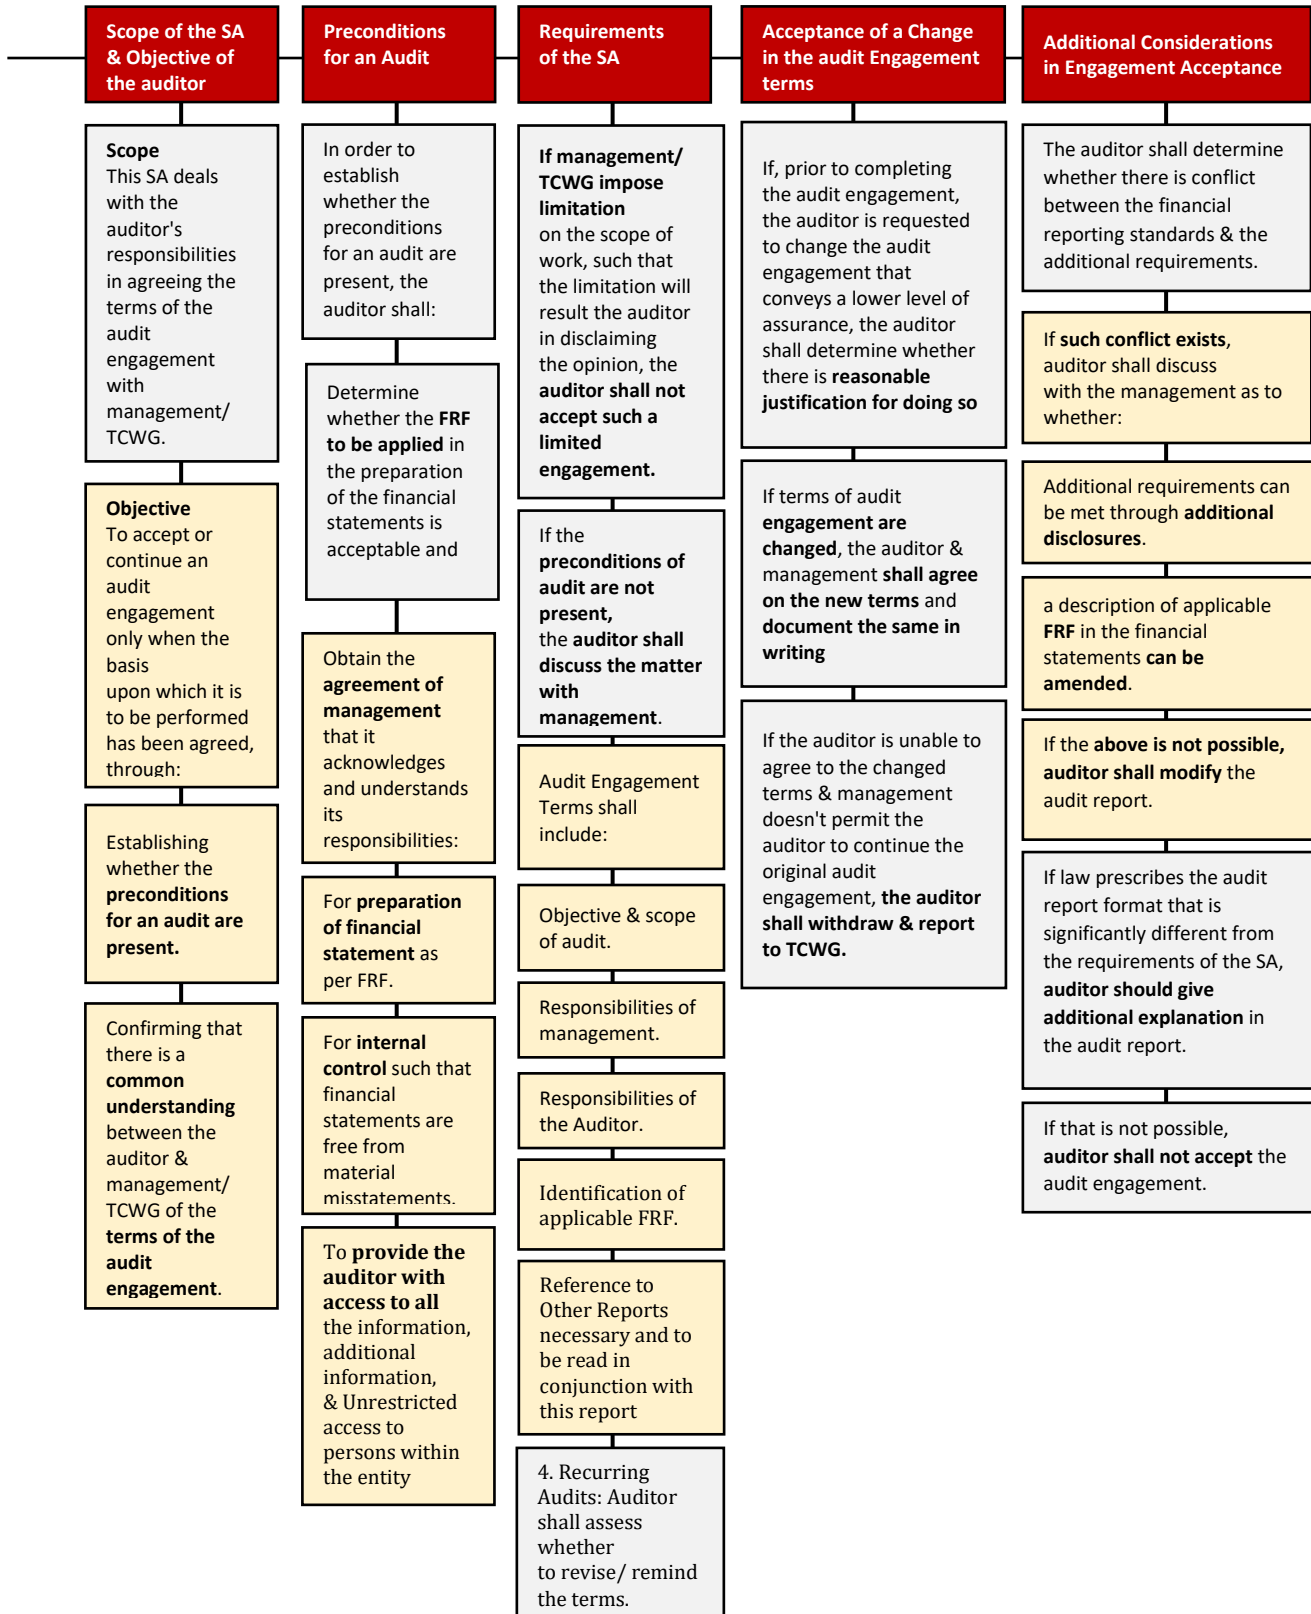 Scope of the SA
& Objective of
the auditor
Scope
This SA deals
with the
auditor's
responsibilities
in agreeing the
terms of the
audit
engagement
with
management/
TCWG.
Objective
To accept or
continue an
audit
engagement
only when the
basis
upon which it is
to be performed
has been agreed,
through:
Establishing
whether the
preconditions
for an audit are
present.
Confirming that
there is a
common
understanding
between the
auditor &
management/
TCWG of the
terms of the
audit
engagement.
Preconditions
for an Audit
In order to
establish
whether the
preconditions
for an audit are
present, the
auditor shall:
Determine
whether the FRF
to be applied in
the preparation
of the financial
statements is
acceptable and
Obtain the
agreement of
management
that it
acknowledges
and understands
its
responsibilities:
For preparation
of financial
statement as
per FRF.
For internal
control such that
financial
statements are
free from
material
misstatements.
To provide the
auditor with
access to all
the information,
additional
information,
& Unrestricted
access to
persons within
the entity
Requirements
of the SA
If management/
TCWG impose
limitation
on the scope of
work, such that
the limitation will
result the auditor
in disclaiming
the opinion, the
auditor shall not
accept such a
limited
engagement.
If the
preconditions of
audit are not
present,
the auditor shall
discuss the matter
with
management.
Audit Engagement
Terms shall
include:
Objective & scope
of audit.
Responsibilities of
management.
Responsibilities of
the Auditor.
Identification of
applicable FRF.
Reference to
Other Reports
necessary and to
be read in
conjunction with
this report
4. Recurring
Audits: Auditor
shall assess
whether
to revise/ remind
the terms.
Acceptance of a Change
in the audit Engagement
terms
If, prior to completing
the audit engagement,
the auditor is requested
to change the audit
engagement that
conveys a lower level of
assurance, the auditor
shall determine whether
there is reasonable
justification for doing so
If terms of audit
engagement are
changed, the auditor &
management shall agree
on the new terms and
document the same in
writing
If the auditor is unable to
agree to the changed
terms & management
doesn't permit the
auditor to continue the
original audit
engagement, the auditor
shall withdraw & report
to TCWG.
Additional Considerations
in Engagement Acceptance
The auditor shall determine
whether there is conflict
between the financial
reporting standards & the
additional requirements.
If such conflict exists,
auditor shall discuss
with the management as to
whether:
Additional requirements can
be met through additional
disclosures.
a description of applicable
FRF in the financial
statements can be
amended.
If the above is not possible,
auditor shall modify the
audit report.
If law prescribes the audit
report format that is
significantly different from
the requirements of the SA,
auditor should give
additional explanation in
the audit report.
If that is not possible,
auditor shall not accept the
audit engagement.